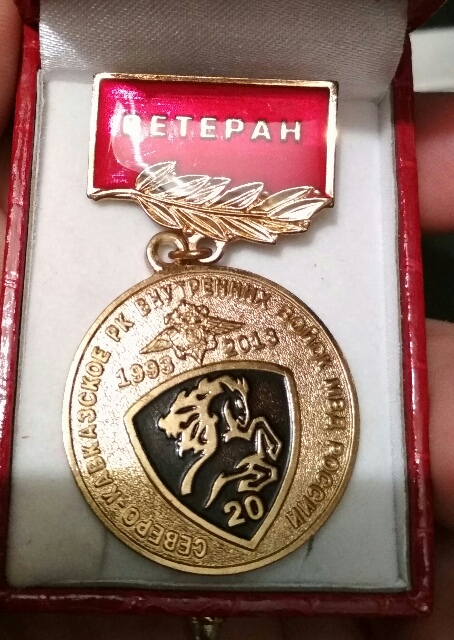 ВЕТЕРАН
СЕВЕРО-КАВКАЗСКОЕ РК ВНУТРЕННИХ ВОЙСК МВД РОССИИ
1993 2013
20